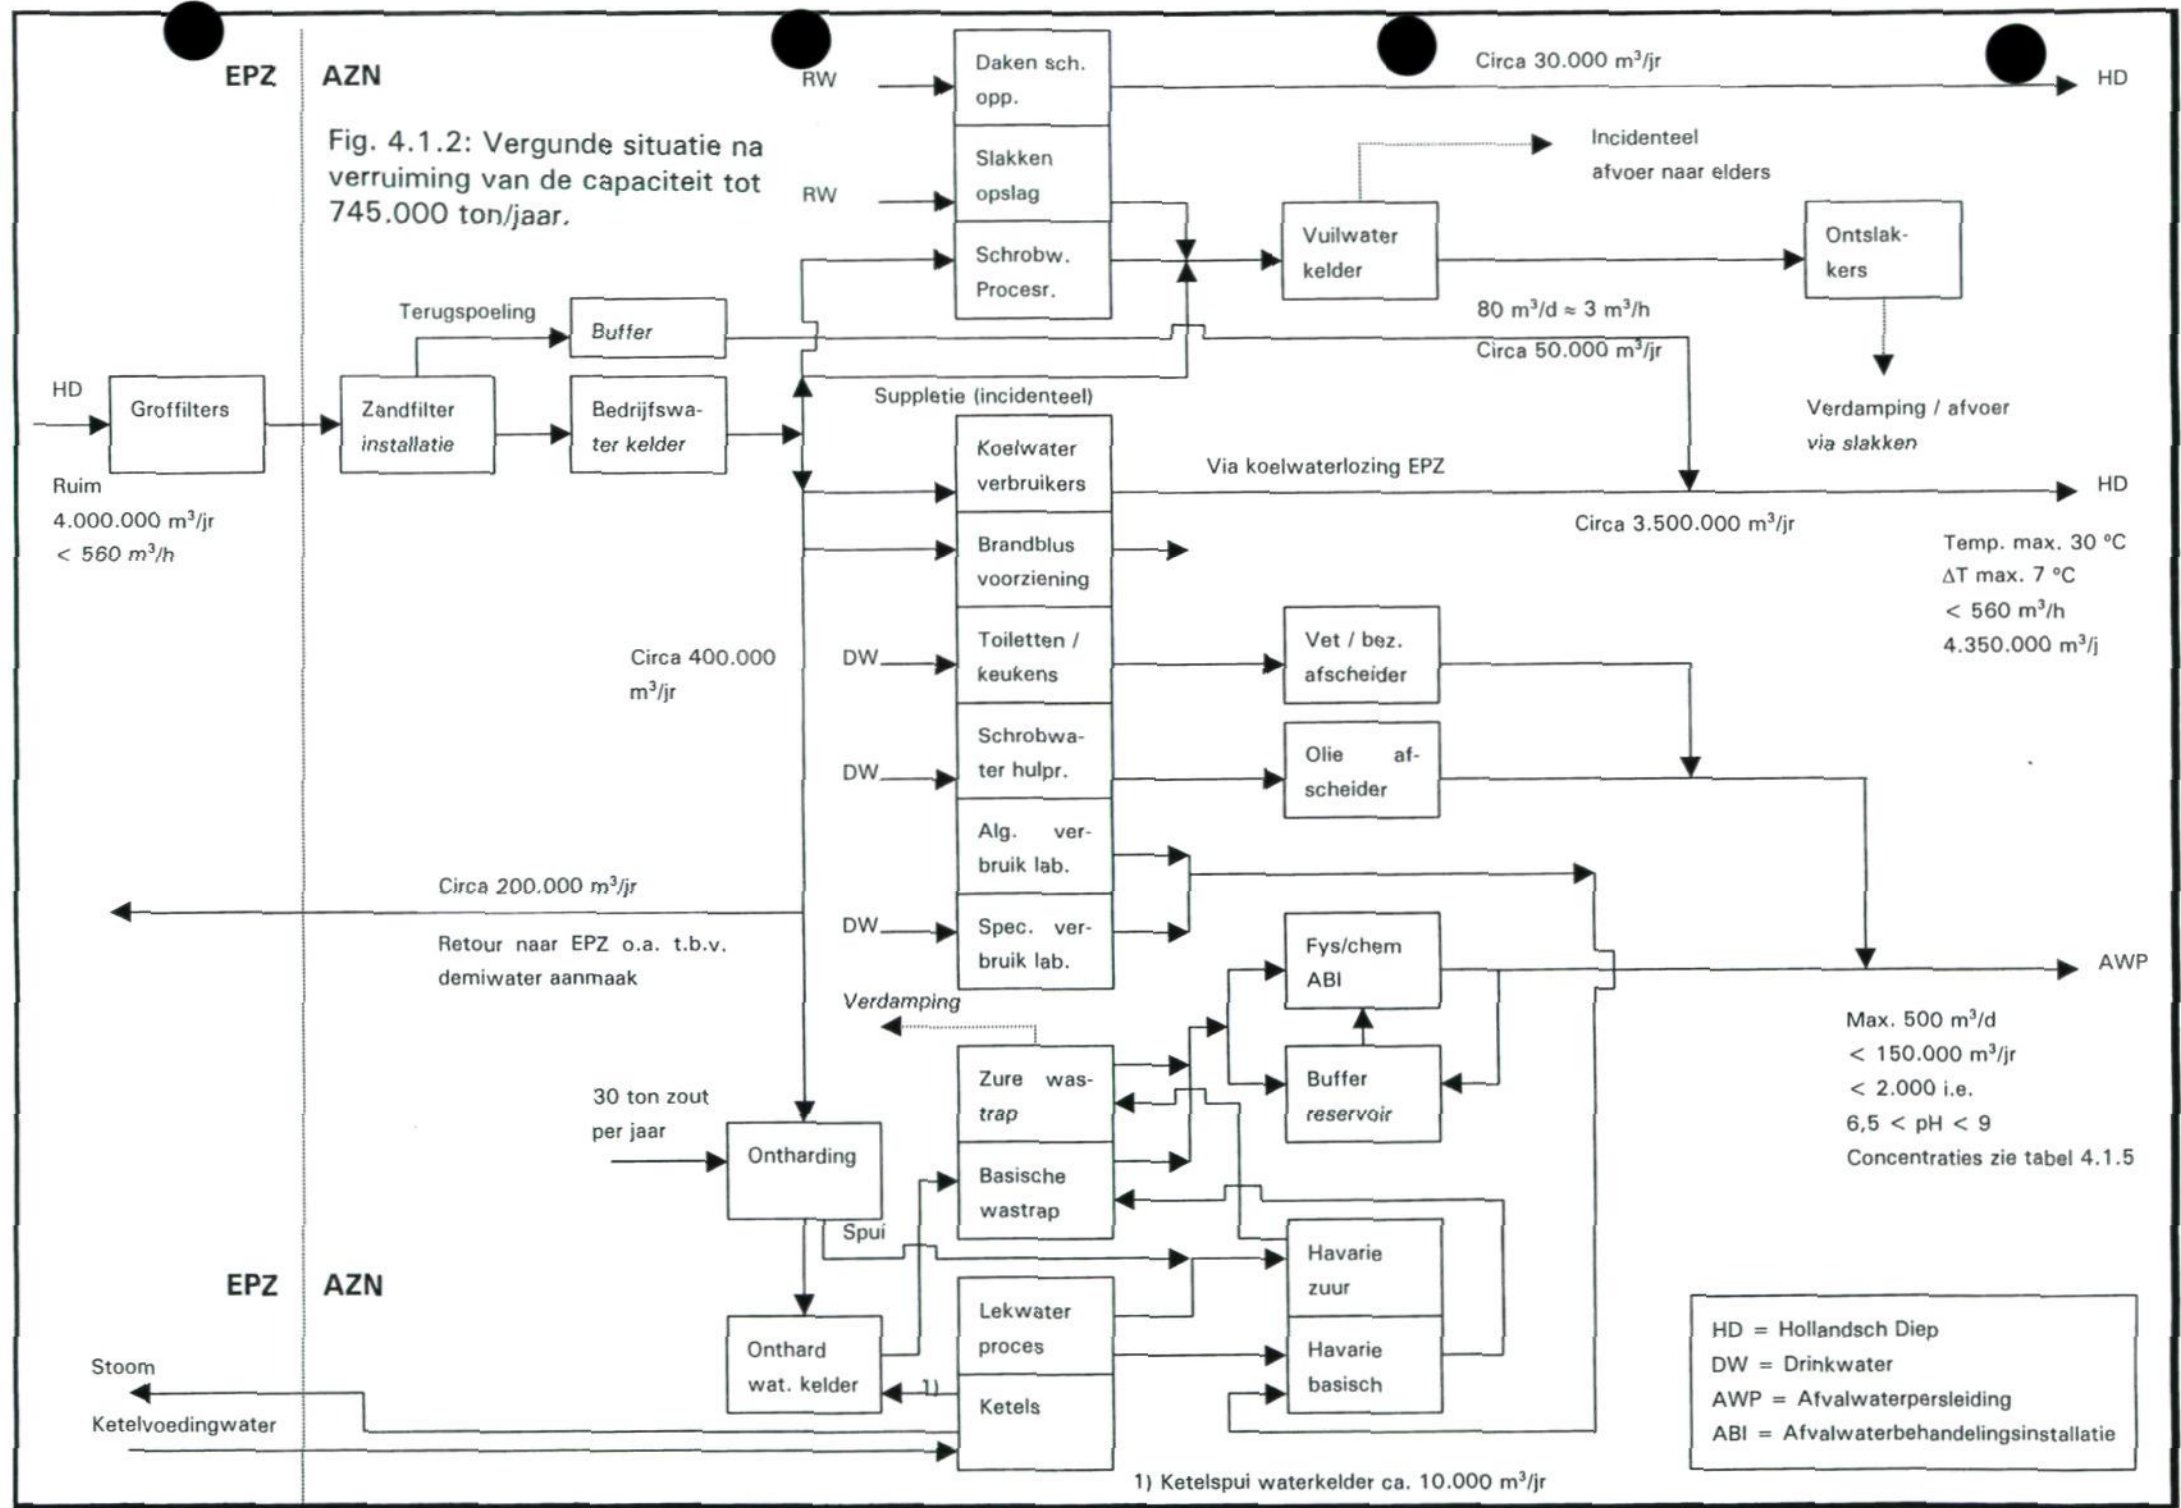 EPZ
AZN
Fig. 4.1.2: Vergunde situatie na
verruiming van de capaciteit tot
745.000 ton/jaar.
RW
Daken sch.
opp.
Circa 30.000 m³/jr
HD
RW
Slakken
opslag
Incidenteel
afvoer naar elders
Schrobw.
Procesr.
Vuilwater
kelder
Ontslak-
kers
Terugspoeling
Buffer
80 m³/d ≈ 3 m³/h
Circa 50.000 m³/jr
HD
Groffilters
Zandfilter
installatie
Bedrijfswa-
ter kelder
Suppletie (incidenteel)
Verdamping / afvoer
via slakken
Ruim
4.000.000 m³/jr
< 560 m³/h
Koelwater
verbruikers
Via koelwaterlozing EPZ
HD
Circa 3.500.000 m³/jr
Brandblus
voorziening
Temp. max. 30 °C
ΔT max. 7 °C
< 560 m³/h
4.350.000 m³/j
Circa 400.000
m³/jr
DW
Toiletten /
keukens
Vet / bez.
afscheider
DW
Schrobwa-
ter hulpr.
Olie af-
scheider
Alg. ver-
bruik lab.
Circa 200.000 m³/jr
Retour naar EPZ o.a. t.b.v.
demiwater aanmaak
DW
Spec. ver-
bruik lab.
Fys/chem
ABI
AWP
Verdamping
Max. 500 m³/d
< 150.000 m³/jr
< 2.000 i.e.
6,5 < pH < 9
Concentraties zie tabel 4.1.5
Zure was-
trap
Buffer
reservoir
30 ton zout
per jaar
Ontharding
Basische
wastrap
Spui
Havarie
zuur
EPZ
AZN
Lekwater
proces
Onthard
wat. kelder
1)
Havarie
basisch
Ketels
Stoom
Ketelvoedingwater
HD = Hollandsch Diep
DW = Drinkwater
AWP = Afvalwaterpersleiding
ABI = Afvalwaterbehandelingsinstallatie
1) Ketelspui waterkelder ca. 10.000 m³/jr